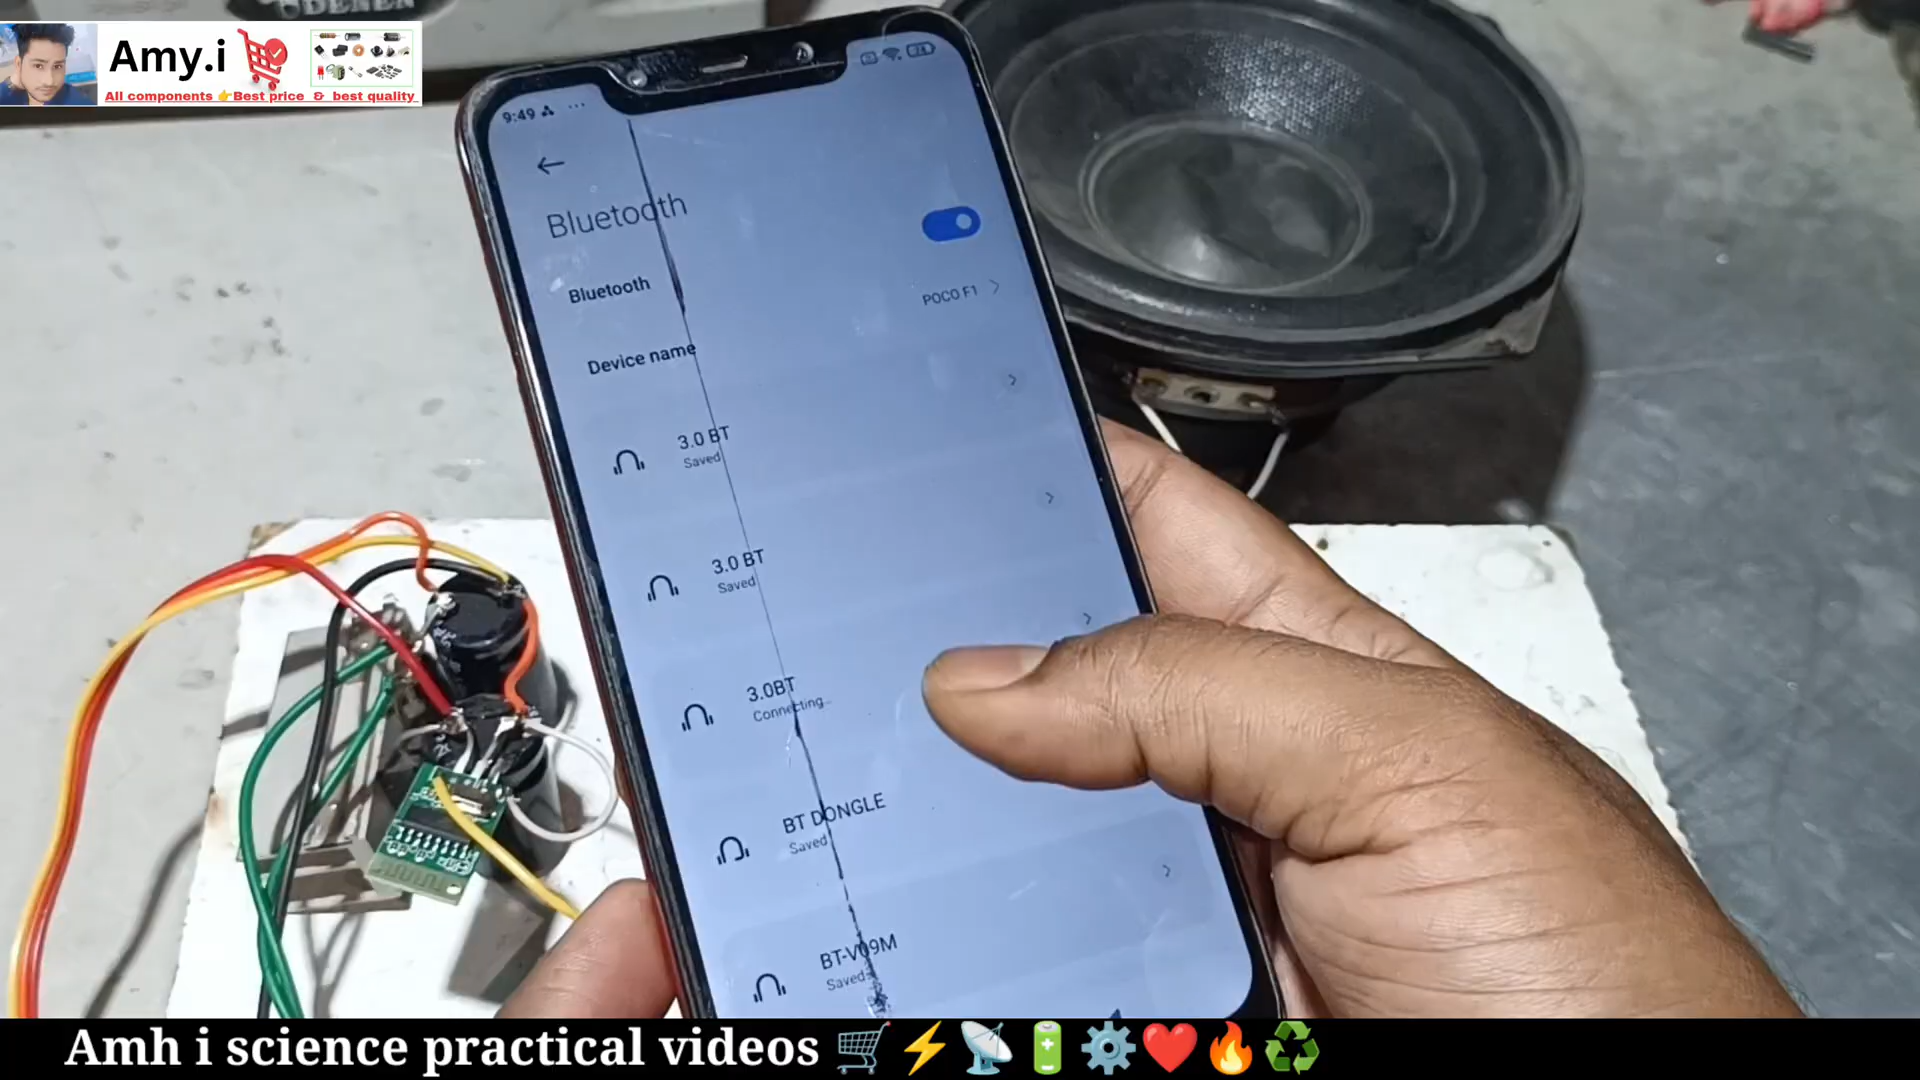 DENEN
Amy.i
All components 👉Best price & best quality
9:49
Bluetooth
Bluetooth
POCO F1
Device name
3.0 BT
Saved
3.0 BT
Saved
3.0BT
Connecting...
BT DONGLE
Saved
BT-V09M
Saved
Amh i science practical videos 🛒⚡📡🔋⚙️❤️🔥♻️